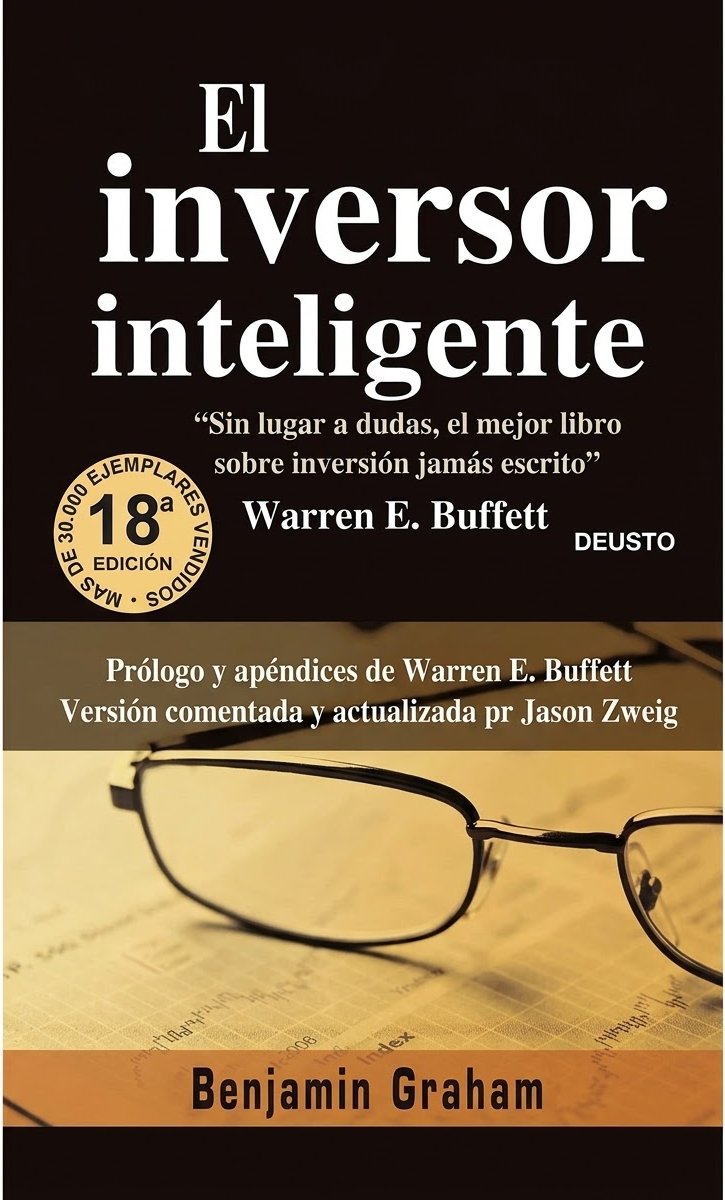 El
inversor
inteligente
“Sin lugar a dudas, el mejor libro
sobre inversión jamás escrito”
Warren E. Buffett
DEUSTO
MAS DE 30.000 EJEMPLARES VENDIDOS •
18ª
EDICIÓN
Prólogo y apéndices de Warren E. Buffett
Versión comentada y actualizada pr Jason Zweig
Index
Benjamin Graham